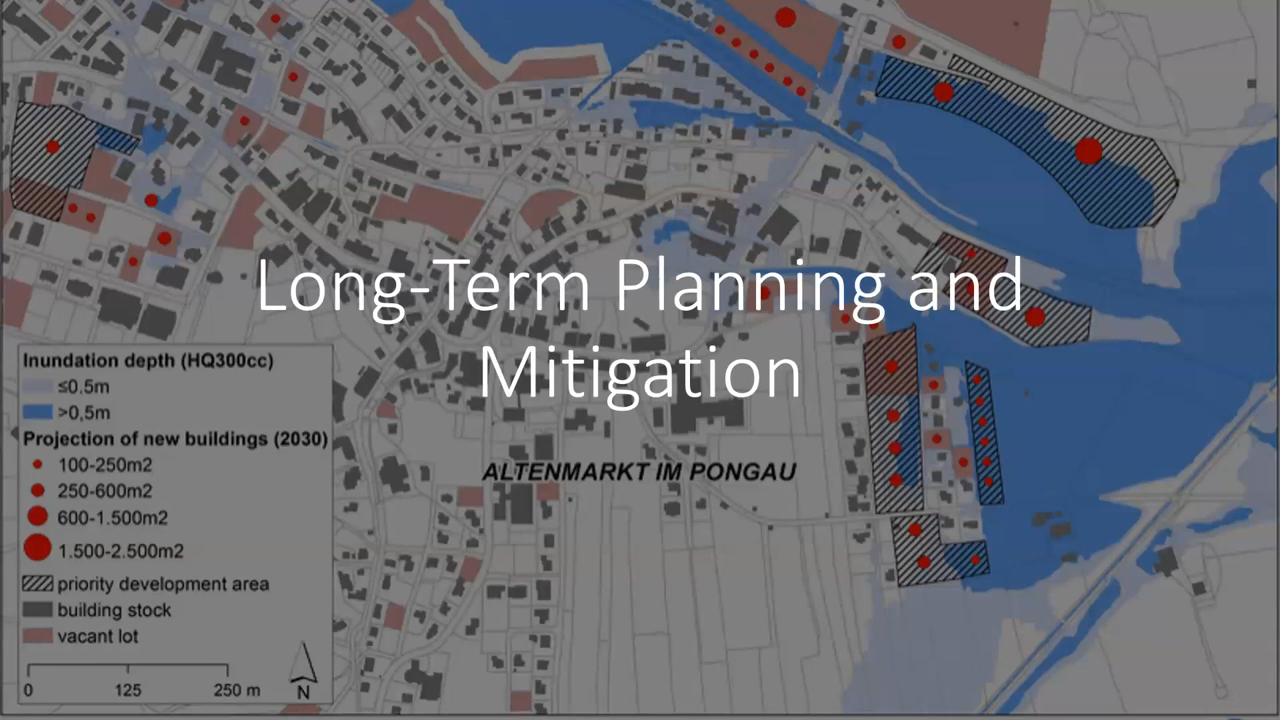 Long-Term Planning and
Mitigation
Inundation depth (HQ300cc)
≤0.5m
>0,5m
Projection of new buildings (2030)
100-250m2
250-600m2
600-1.500m2
1.500-2.500m2
priority development area
building stock
vacant lot
0 125 250 m
N
ALTENMARKT IM PONGAU